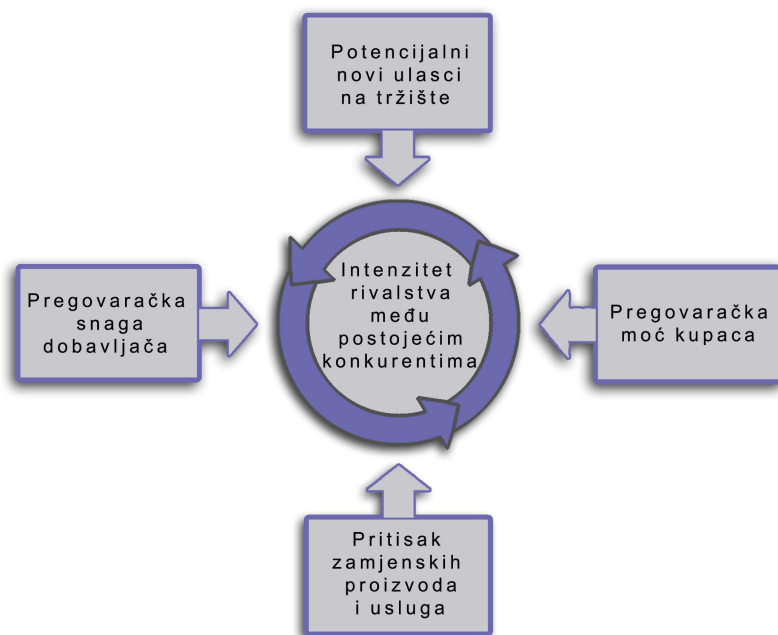 Potencijalni
novi ulasci
na tržište
Pregovaračka
snaga
dobavljača
Intenzitet
rivalstva
među
postojećim
konkurentima
Pregovaračka
moć kupaca
Pritisak
zamjenskih
proizvoda
i usluga